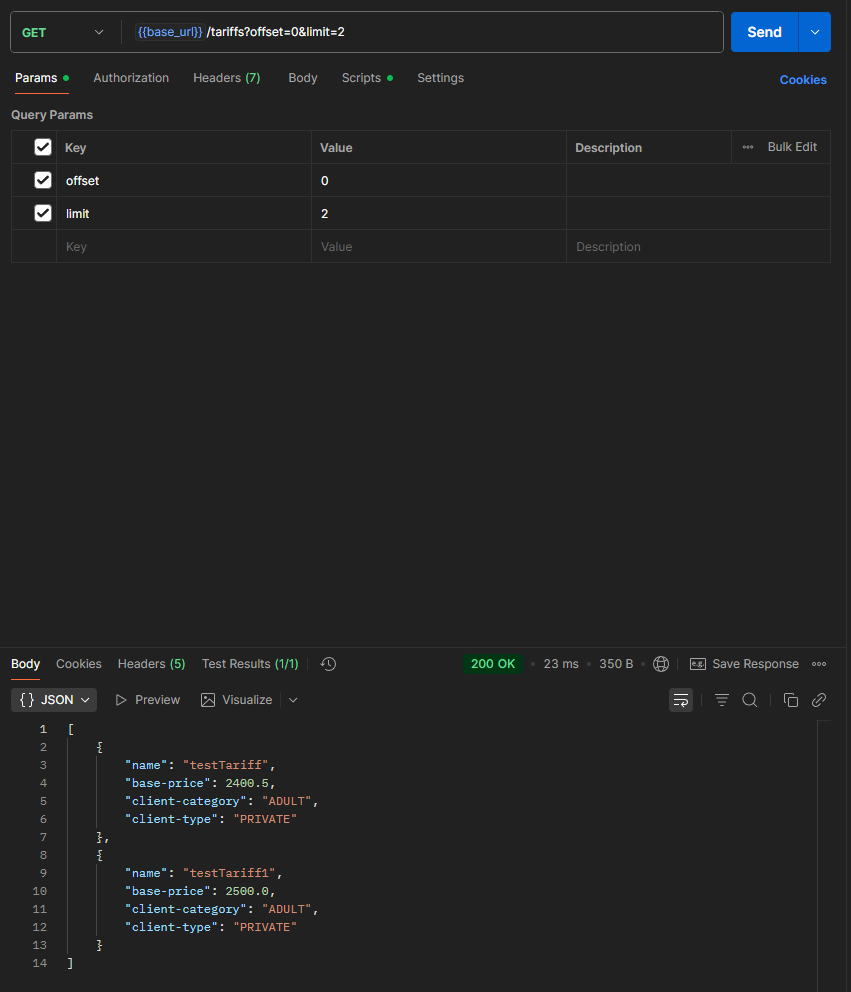 GET {{base_url}} /tariffs?offset=0&limit=2 Send
Params Authorization Headers (7) Body Scripts Settings Cookies
Query Params
Key Value Description Bulk Edit
offset 0
limit 2
Key Value Description
Body Cookies Headers (5) Test Results (1/1) 200 OK 23 ms 350 B e.g. Save Response
{} JSON Preview Visualize
1 [
2 {
3 "name": "testTariff",
4 "base-price": 2400.5,
5 "client-category": "ADULT",
6 "client-type": "PRIVATE"
7 },
8 {
9 "name": "testTariff1",
10 "base-price": 2500.0,
11 "client-category": "ADULT",
12 "client-type": "PRIVATE"
13 }
14 ]